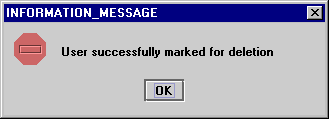 INFORMATION_MESSAGE
User successfully marked for deletion
OK